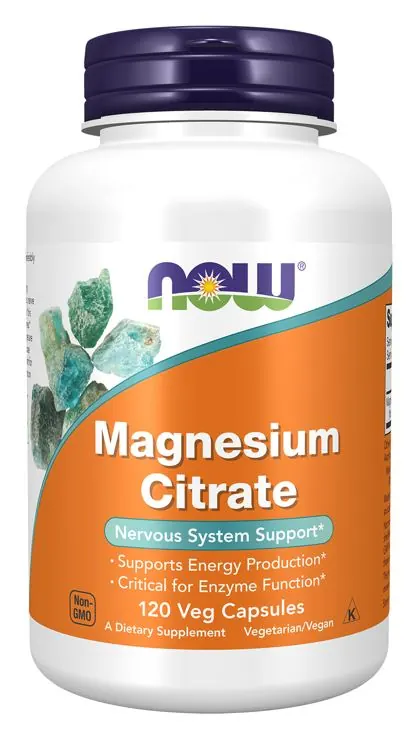 NOW®
Magnesium
Citrate
Nervous System Support*
· Supports Energy Production*
· Critical for Enzyme Function*
120 Veg Capsules
Non-
GMO
A Dietary Supplement Vegetarian/Vegan
K